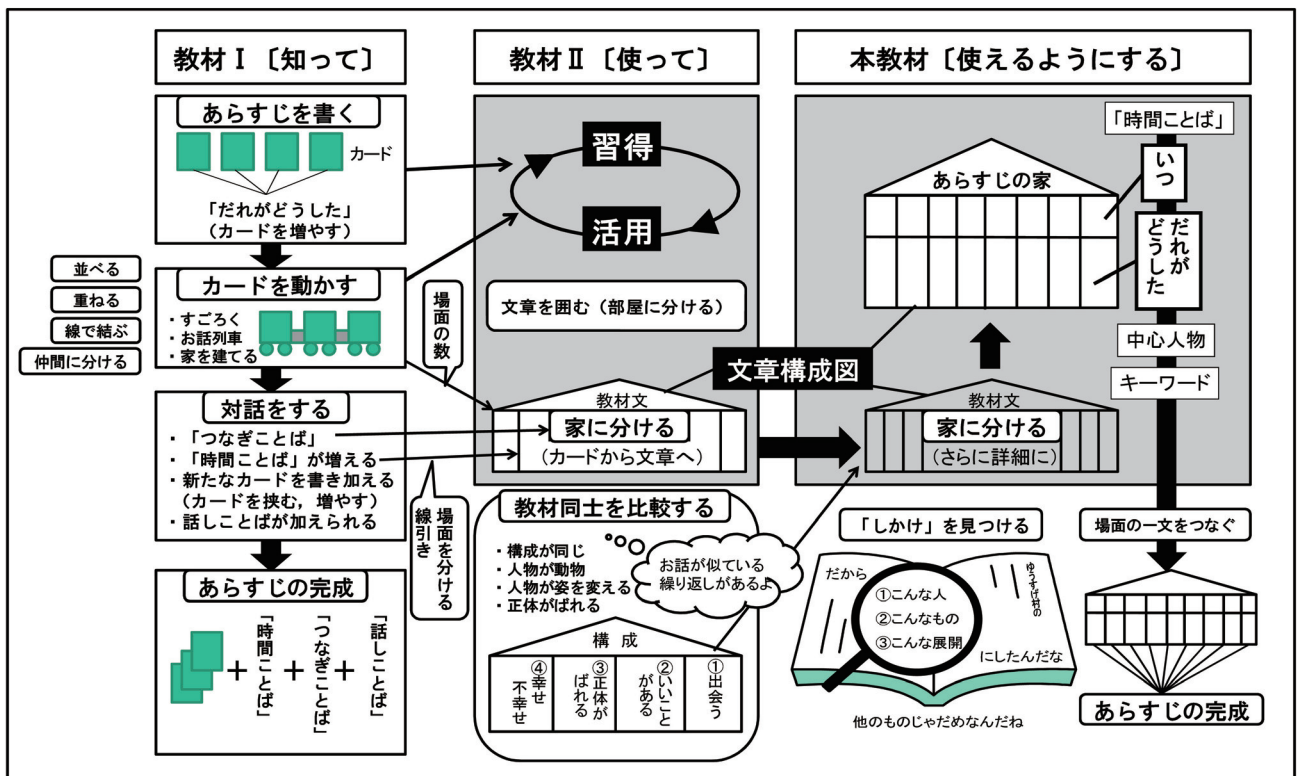 教材Ⅰ〔知って〕
あらすじを書く
カード
「だれがどうした」
(カードを増やす)
並べる
重ねる
線で結ぶ
仲間に分ける
カードを動かす
・すごろく
・お話列車
・家を建てる
対話をする
・「つなぎことば」
・「時間ことば」が増える
・新たなカードを書き加える
(カードを挟む,増やす)
・話しことばが加えられる
あらすじの完成
「時間ことば」
+
「つなぎことば」
+
「話しことば」
+
教材Ⅱ〔使って〕
習得
活用
文章を囲む(部屋に分ける)
場面の数
教材文
家に分ける
(カードから文章へ)
場面を分ける
線引き
教材同士を比較する
・構成が同じ
・人物が動物
・人物が姿を変える
・正体がばれる
お話が似ている
繰り返しがあるよ
構成
①出会う
②いいこと
がある
③正体が
ばれる
④幸せ
不幸せ
文章構成図
本教材〔使えるようにする〕
「時間ことば」
いつ
だれが
どうした
中心人物
キーワード
あらすじの家
教材文
家に分ける
(さらに詳細に)
「しかけ」を見つける
だから
①こんな人
②こんなもの
③こんな展開
ゆうすげ村の
にしたんだな
他のものじゃだめなんだね
場面の一文をつなぐ
あらすじの完成